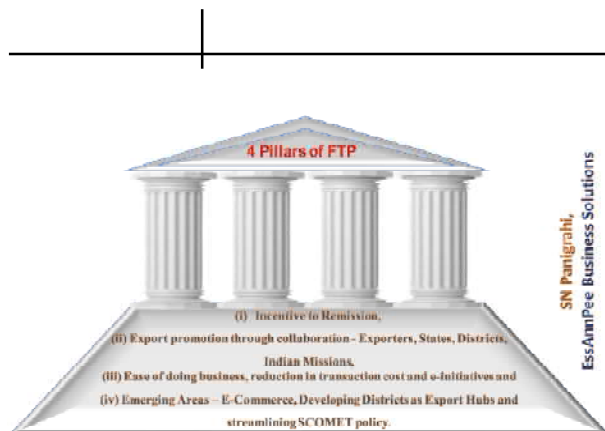 4 Pillars of FTP
(i) Incentive to Remission,
(ii) Export promotion through collaboration - Exporters, States, Districts,
Indian Missions,
(iii) Ease of doing business, reduction in transaction cost and e-initiatives and
(iv) Emerging Areas – E-Commerce, Developing Districts as Export Hubs and
streamlining SCOMET policy.
SN Panigrahi,
EssAnnPee Business Solutions